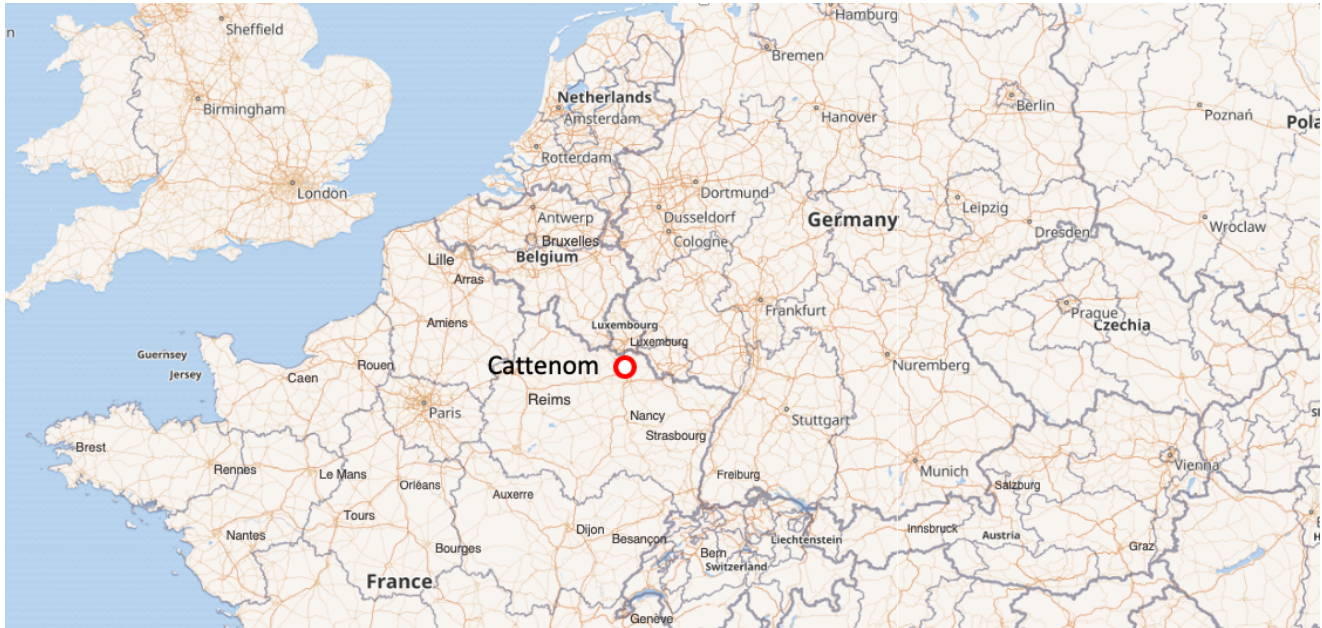 n
Sheffield
Hamburg
Bremen
Birmingham
Netherlands
Amsterdam
Hanover
Berlin
Poznań
Pola
Rotterdam
London
Dortmund
Antwerp
Dusseldorf
Germany
Leipzig
Wroclaw
Bruxelles
Cologne
Dresden
Belgium
Lille
Arras
Prague
Frankfurt
Amiens
Luxembourg
Czechia
Luxemburg
Guernsey
Jersey
Rouen
Cattenom
Nuremberg
Caen
Reims
Paris
Nancy
Stuttgart
Strasbourg
Brest
Rennes
Le Mans
Orléans
Auxerre
Freiburg
Munich
Salzburg
Vienna
Tours
Nantes
Dijon
Besançon
Innsbruck
Austria
Liechtenstein
Bourges
Bern
Switzerland
Graz
France
Genève